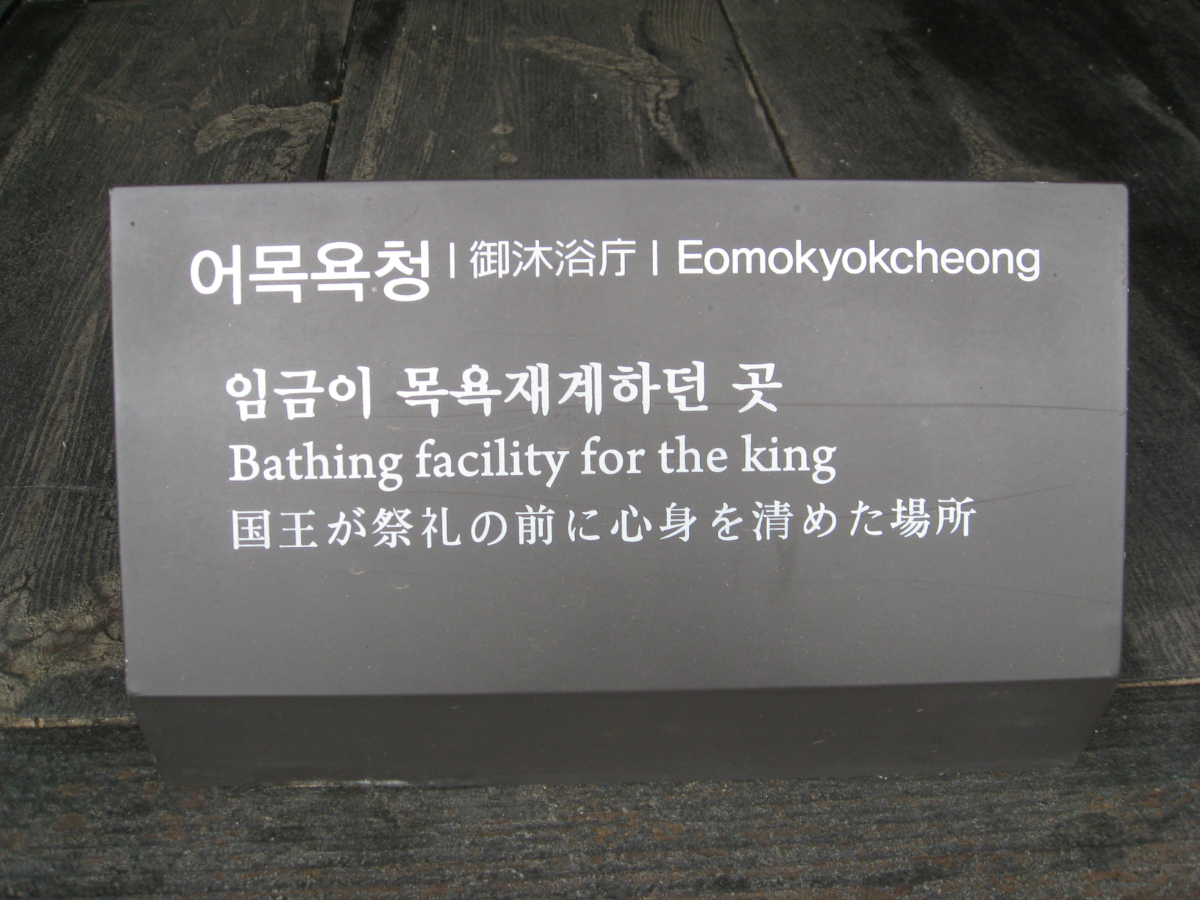 어목욕청 | 御沐浴庁 | Eomokyokcheong
임금이 목욕재계하던 곳
Bathing facility for the king
国王が祭礼の前に心身を清めた場所